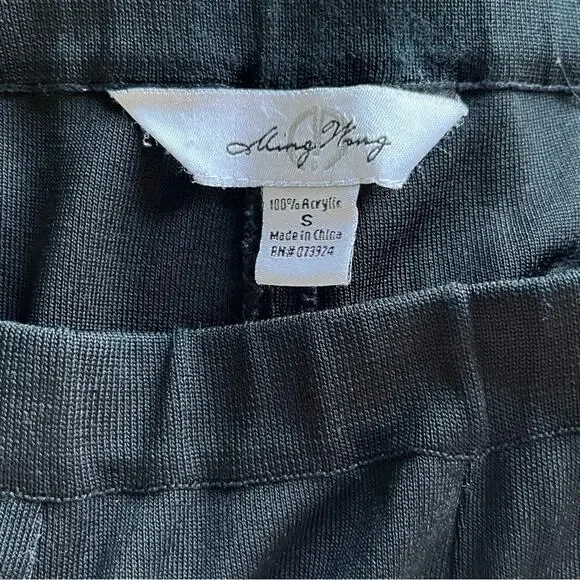 Ming Wang
100% Acrylic
S
Made in China
RN# 073924